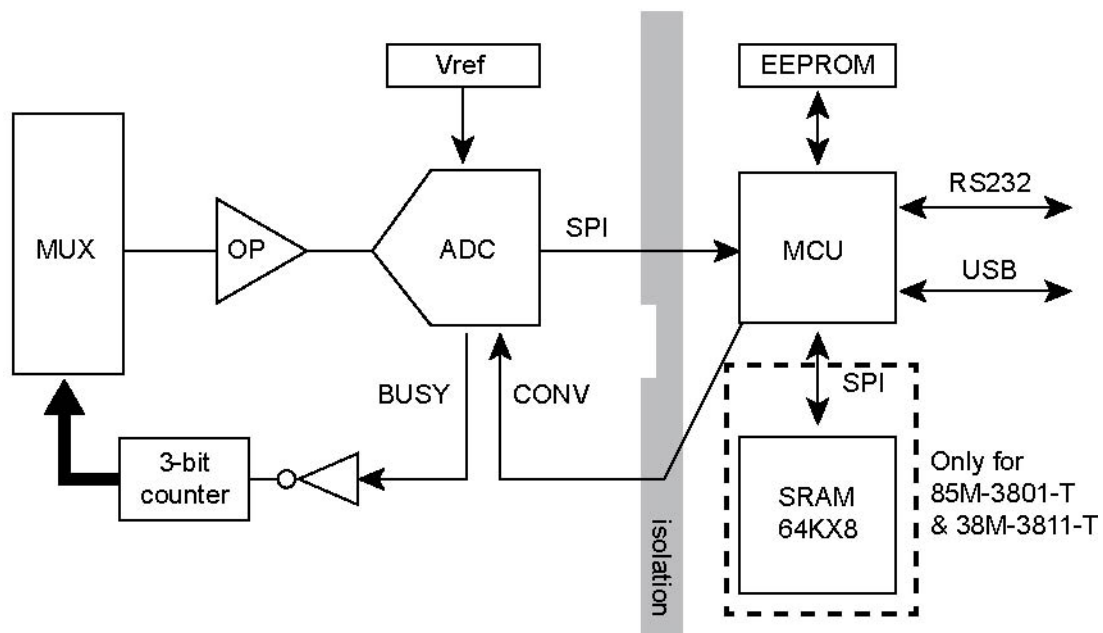 Vref
EEPROM
MUX
OP
ADC
SPI
MCU
RS232
USB
BUSY
CONV
SPI
3-bit
counter
SRAM
64KX8
Only for
85M-3801-T
& 38M-3811-T
isolation